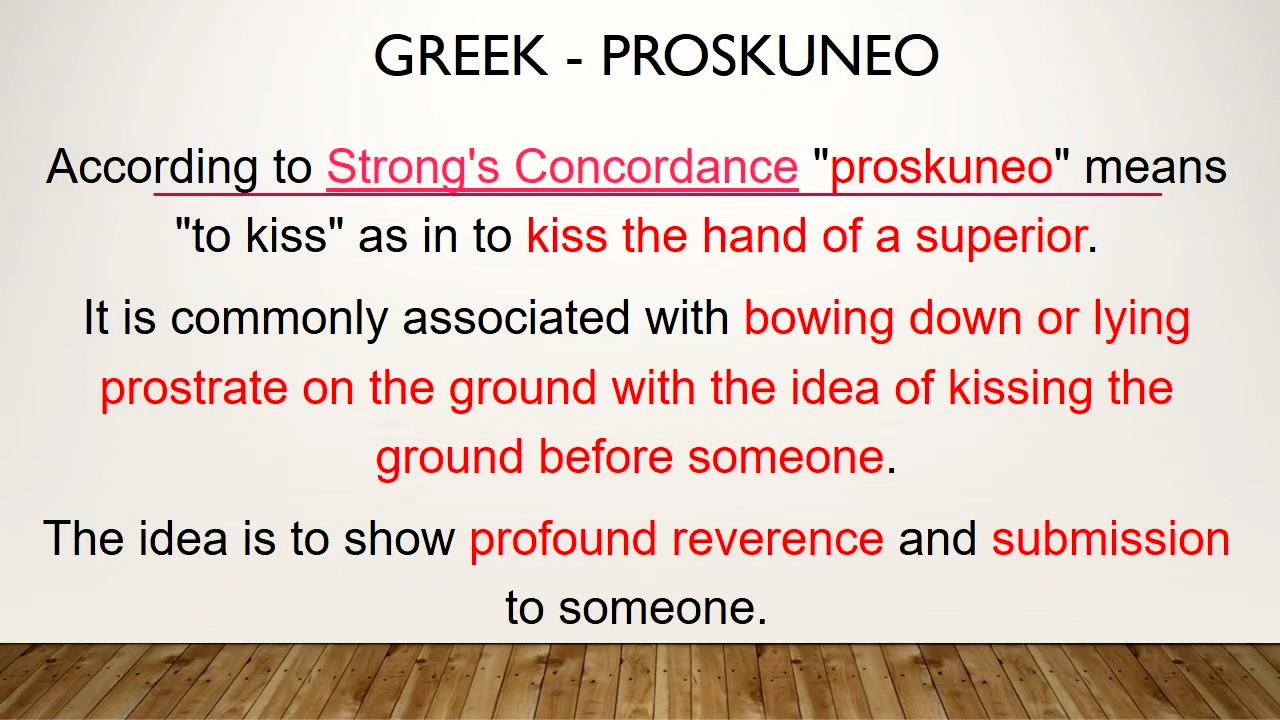 GREEK - PROSKUNEO
According to Strong's Concordance "proskuneo" means
"to kiss" as in to kiss the hand of a superior.
It is commonly associated with bowing down or lying
prostrate on the ground with the idea of kissing the
ground before someone.
The idea is to show profound reverence and submission
to someone.